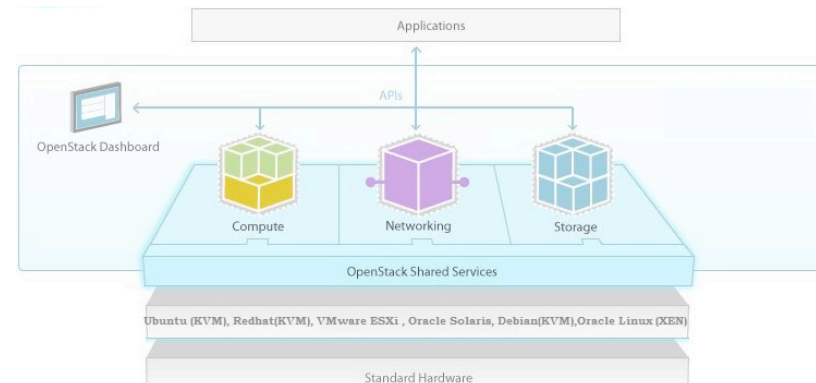 Applications
APIs
OpenStack Dashboard
Compute
Networking
Storage
OpenStack Shared Services
Ubuntu (KVM), Redhat(KVM), VMware ESXi , Oracle Solaris, Debian(KVM),Oracle Linux (XEN)
Standard Hardware